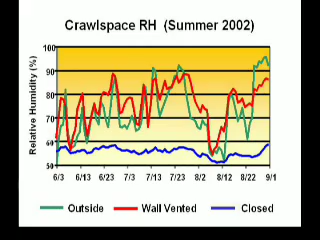 Crawlspace RH (Summer 2002)
Relative Humidity (%)
100
90
80
70
60
50
6/3 6/13 6/23 7/3 7/13 7/23 8/2 8/12 8/22 9/1
Outside Wall Vented Closed